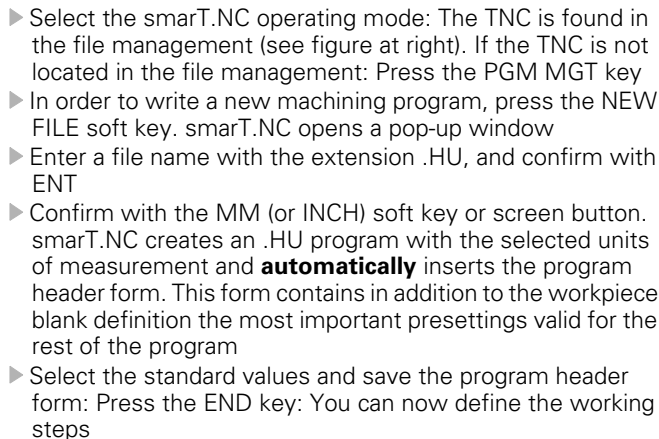 Select the smarT.NC operating mode: The TNC is found in
the file management (see figure at right). If the TNC is not
located in the file management: Press the PGM MGT key
In order to write a new machining program, press the NEW
FILE soft key. smarT.NC opens a pop-up window
Enter a file name with the extension .HU, and confirm with
ENT
Confirm with the MM (or INCH) soft key or screen button.
smarT.NC creates an .HU program with the selected units
of measurement and automatically inserts the program
header form. This form contains in addition to the workpiece
blank definition the most important presettings valid for the
rest of the program
Select the standard values and save the program header
form: Press the END key: You can now define the working
steps